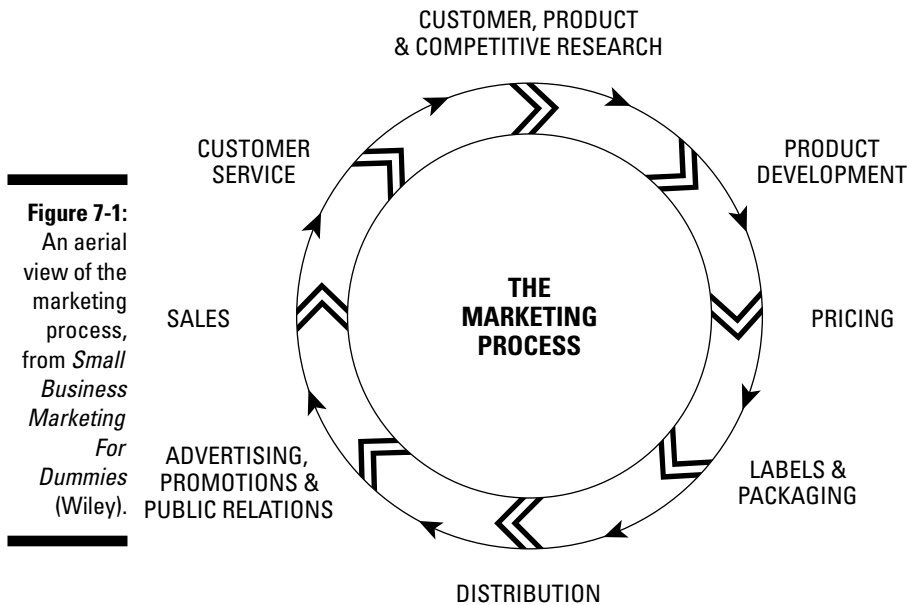 CUSTOMER, PRODUCT
& COMPETITIVE RESEARCH
PRODUCT
DEVELOPMENT
PRICING
LABELS &
PACKAGING
DISTRIBUTION
ADVERTISING,
PROMOTIONS &
PUBLIC RELATIONS
SALES
CUSTOMER
SERVICE
THE
MARKETING
PROCESS
Figure 7-1:
An aerial
view of the
marketing
process,
from Small
Business
Marketing
For
Dummies
(Wiley).